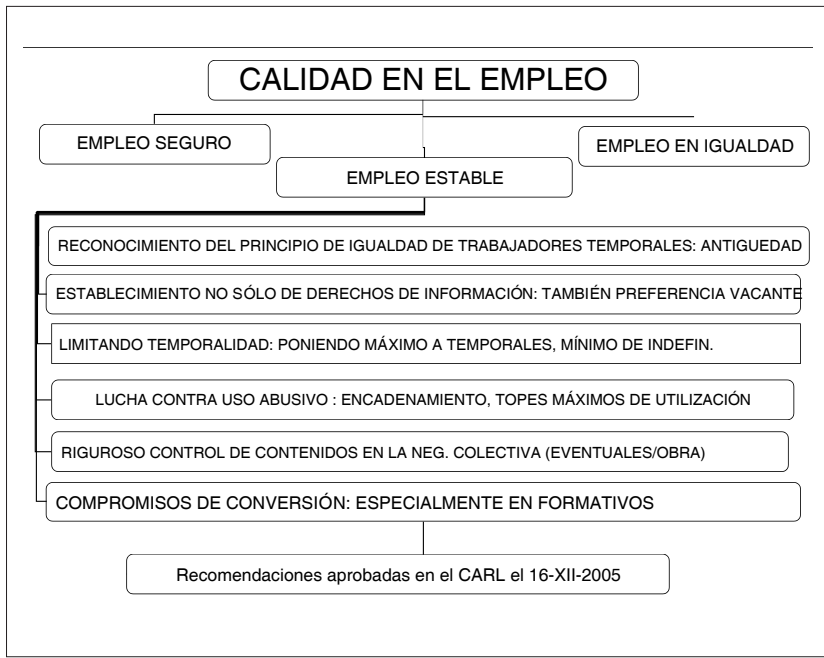 CALIDAD EN EL EMPLEO
EMPLEO SEGURO
EMPLEO EN IGUALDAD
EMPLEO ESTABLE
RECONOCIMIENTO DEL PRINCIPIO DE IGUALDAD DE TRABAJADORES TEMPORALES: ANTIGUEDAD
ESTABLECIMIENTO NO SÓLO DE DERECHOS DE INFORMACIÓN: TAMBIÉN PREFERENCIA VACANTE
LIMITANDO TEMPORALIDAD: PONIENDO MÁXIMO A TEMPORALES, MÍNIMO DE INDEFIN.
LUCHA CONTRA USO ABUSIVO : ENCADENAMIENTO, TOPES MÁXIMOS DE UTILIZACIÓN
RIGUROSO CONTROL DE CONTENIDOS EN LA NEG. COLECTIVA (EVENTUALES/OBRA)
COMPROMISOS DE CONVERSIÓN: ESPECIALMENTE EN FORMATIVOS
Recomendaciones aprobadas en el CARL el 16-XII-2005